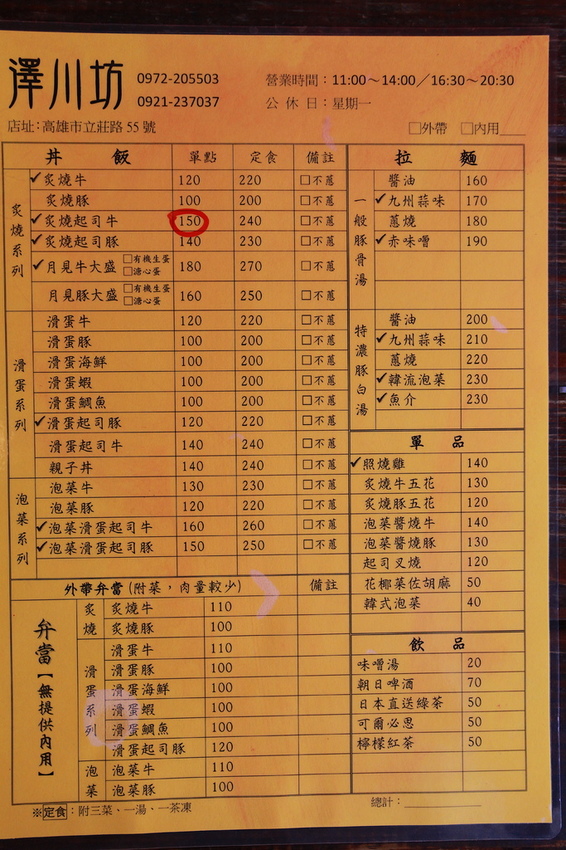 澤川坊
0972-205503
0921-237037
營業時間：11:00～14:00／16:30～20:30
公休日：星期一
店址：高雄市立莊路 55 號
□外帶 □內用
丼飯 單點 定食 備註
炙燒系列
✓炙燒牛 120 220 □不蔥
炙燒豚 100 200 □不蔥
✓炙燒起司牛 150 240 □不蔥
✓炙燒起司豚 140 230 □不蔥
✓月見牛大盛 □有機生蛋 □溏心蛋 180 270 □不蔥
月見豚大盛 □有機生蛋 □溏心蛋 160 250 □不蔥
滑蛋系列
滑蛋牛 120 220 □不蔥
滑蛋豚 100 200 □不蔥
滑蛋海鮮 100 200 □不蔥
滑蛋蝦 100 200 □不蔥
滑蛋鯛魚 100 200 □不蔥
✓滑蛋起司豚 120 220 □不蔥
滑蛋起司牛 140 240 □不蔥
親子丼 140 240 □不蔥
泡菜系列
泡菜牛 130 230 □不蔥
泡菜豚 120 220 □不蔥
✓泡菜滑蛋起司牛 160 260 □不蔥
✓泡菜滑蛋起司豚 150 250 □不蔥
外帶弁當（附菜，肉量較少） 備註
弁當【無提供內用】
炙燒
炙燒牛 110
炙燒豚 100
滑蛋系列
滑蛋牛 110
滑蛋豚 100
滑蛋海鮮 100
滑蛋蝦 100
滑蛋鯛魚 100
滑蛋起司豚 120
泡菜
泡菜牛 110
泡菜豚 100
※定食：附三菜、一湯、一茶凍
拉麵
一般豚骨湯
醬油 160
✓九州蒜味 170
蔥燒 180
✓赤味噌 190
特濃豚白湯
醬油 200
✓九州蒜味 210
蔥燒 220
✓韓流泡菜 230
✓魚介 230
單品
✓照燒雞 140
炙燒牛五花 130
炙燒豚五花 120
泡菜醬燒牛 140
泡菜醬燒豚 130
起司叉燒 120
花椰菜佐胡麻 50
韓式泡菜 40
飲品
味噌湯 20
朝日啤酒 70
日本直送綠茶 50
可爾必思 50
檸檬紅茶 50
總計：